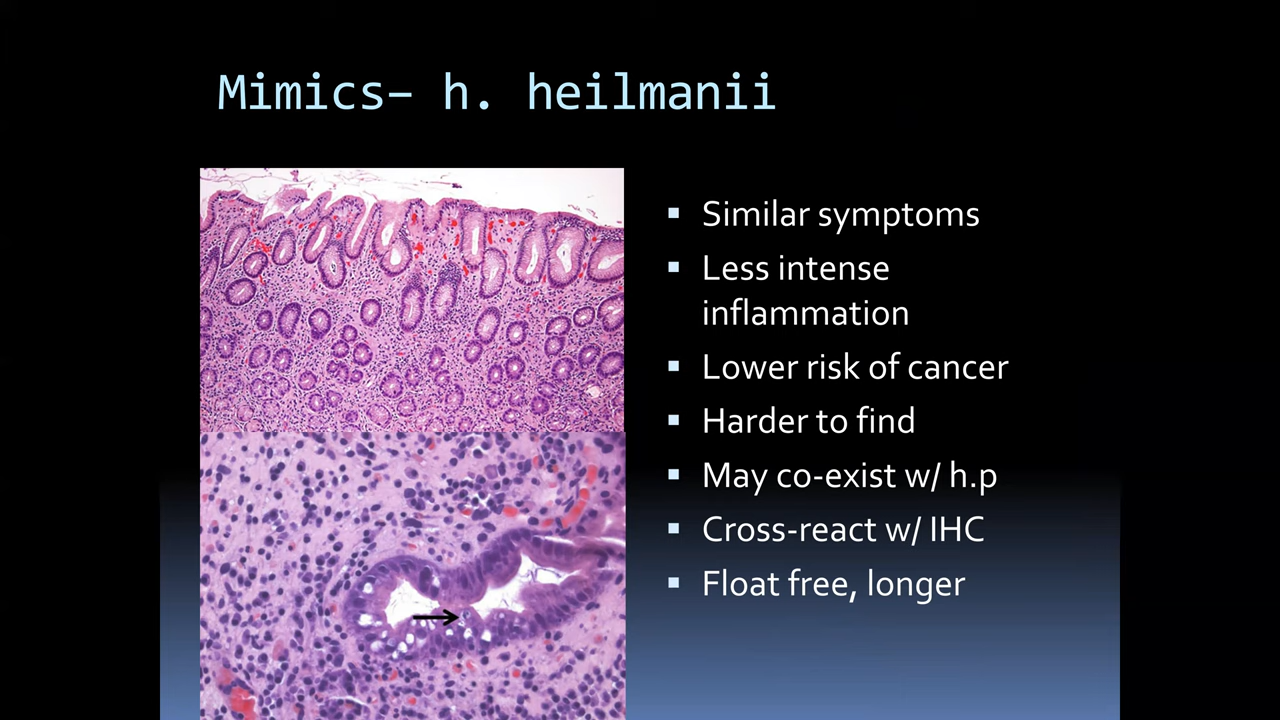 Mimics– h. heilmanii
▪ Similar symptoms
▪ Less intense
inflammation
▪ Lower risk of cancer
▪ Harder to find
▪ May co-exist w/ h.p
▪ Cross-react w/ IHC
▪ Float free, longer